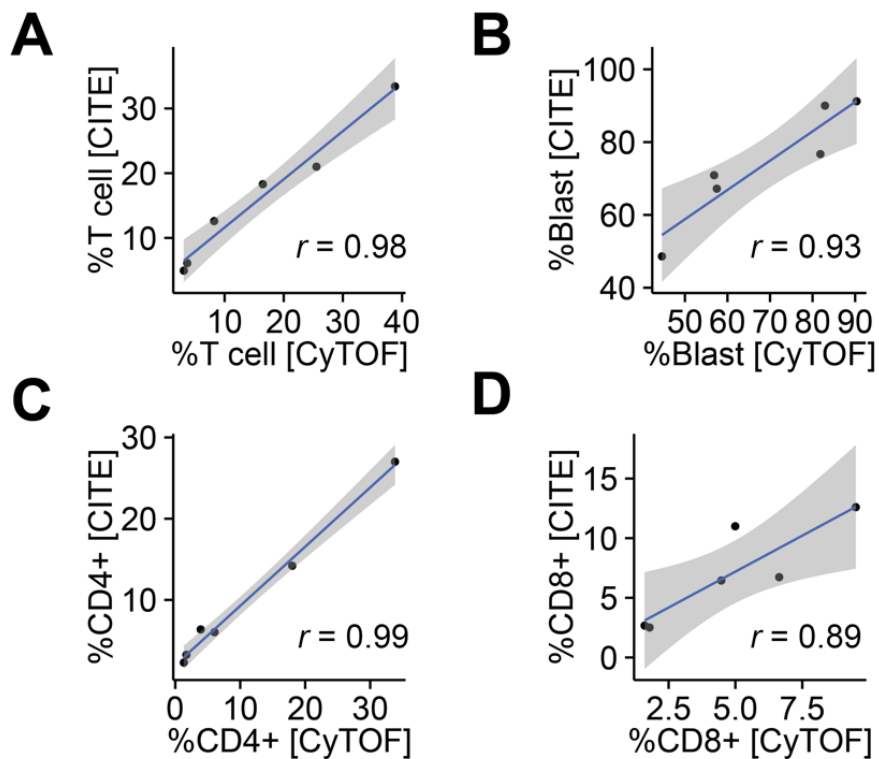 A
%T cell [CITE]
30
20
10
r = 0.98
10 20 30 40
%T cell [CyTOF]
B
%Blast [CITE]
100
80
60
40
r = 0.93
50 60 70 80 90
%Blast [CyTOF]
C
%CD4+ [CITE]
30
20
10
r = 0.99
0 10 20 30
%CD4+ [CyTOF]
D
%CD8+ [CITE]
15
10
5
0
r = 0.89
2.5 5.0 7.5
%CD8+ [CyTOF]